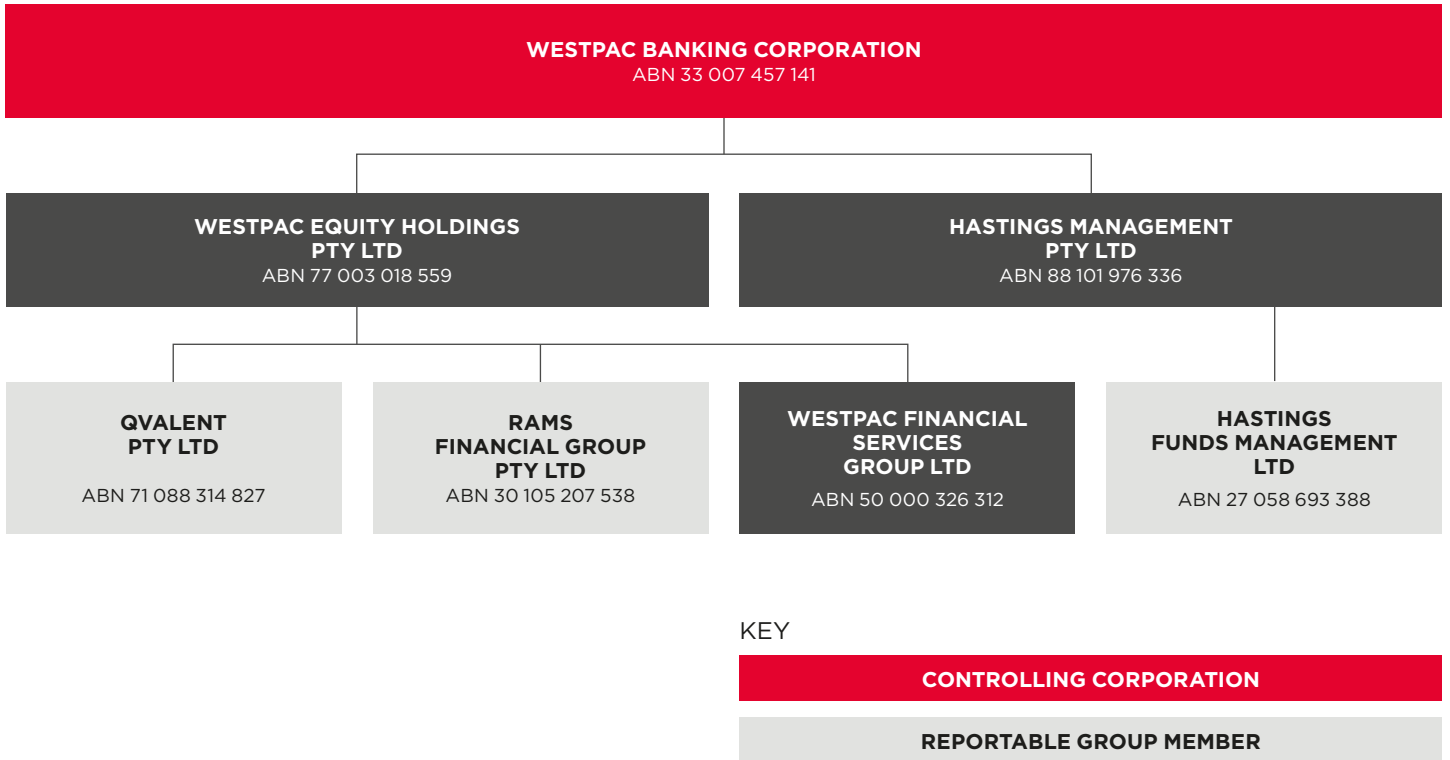 WESTPAC BANKING CORPORATION
ABN 33 007 457 141
WESTPAC EQUITY HOLDINGS
PTY LTD
ABN 77 003 018 559
HASTINGS MANAGEMENT
PTY LTD
ABN 88 101 976 336
QVALENT
PTY LTD
ABN 71 088 314 827
RAMS
FINANCIAL GROUP
PTY LTD
ABN 30 105 207 538
WESTPAC FINANCIAL
SERVICES
GROUP LTD
ABN 50 000 326 312
HASTINGS
FUNDS MANAGEMENT
LTD
ABN 27 058 693 388
KEY
CONTROLLING CORPORATION
REPORTABLE GROUP MEMBER